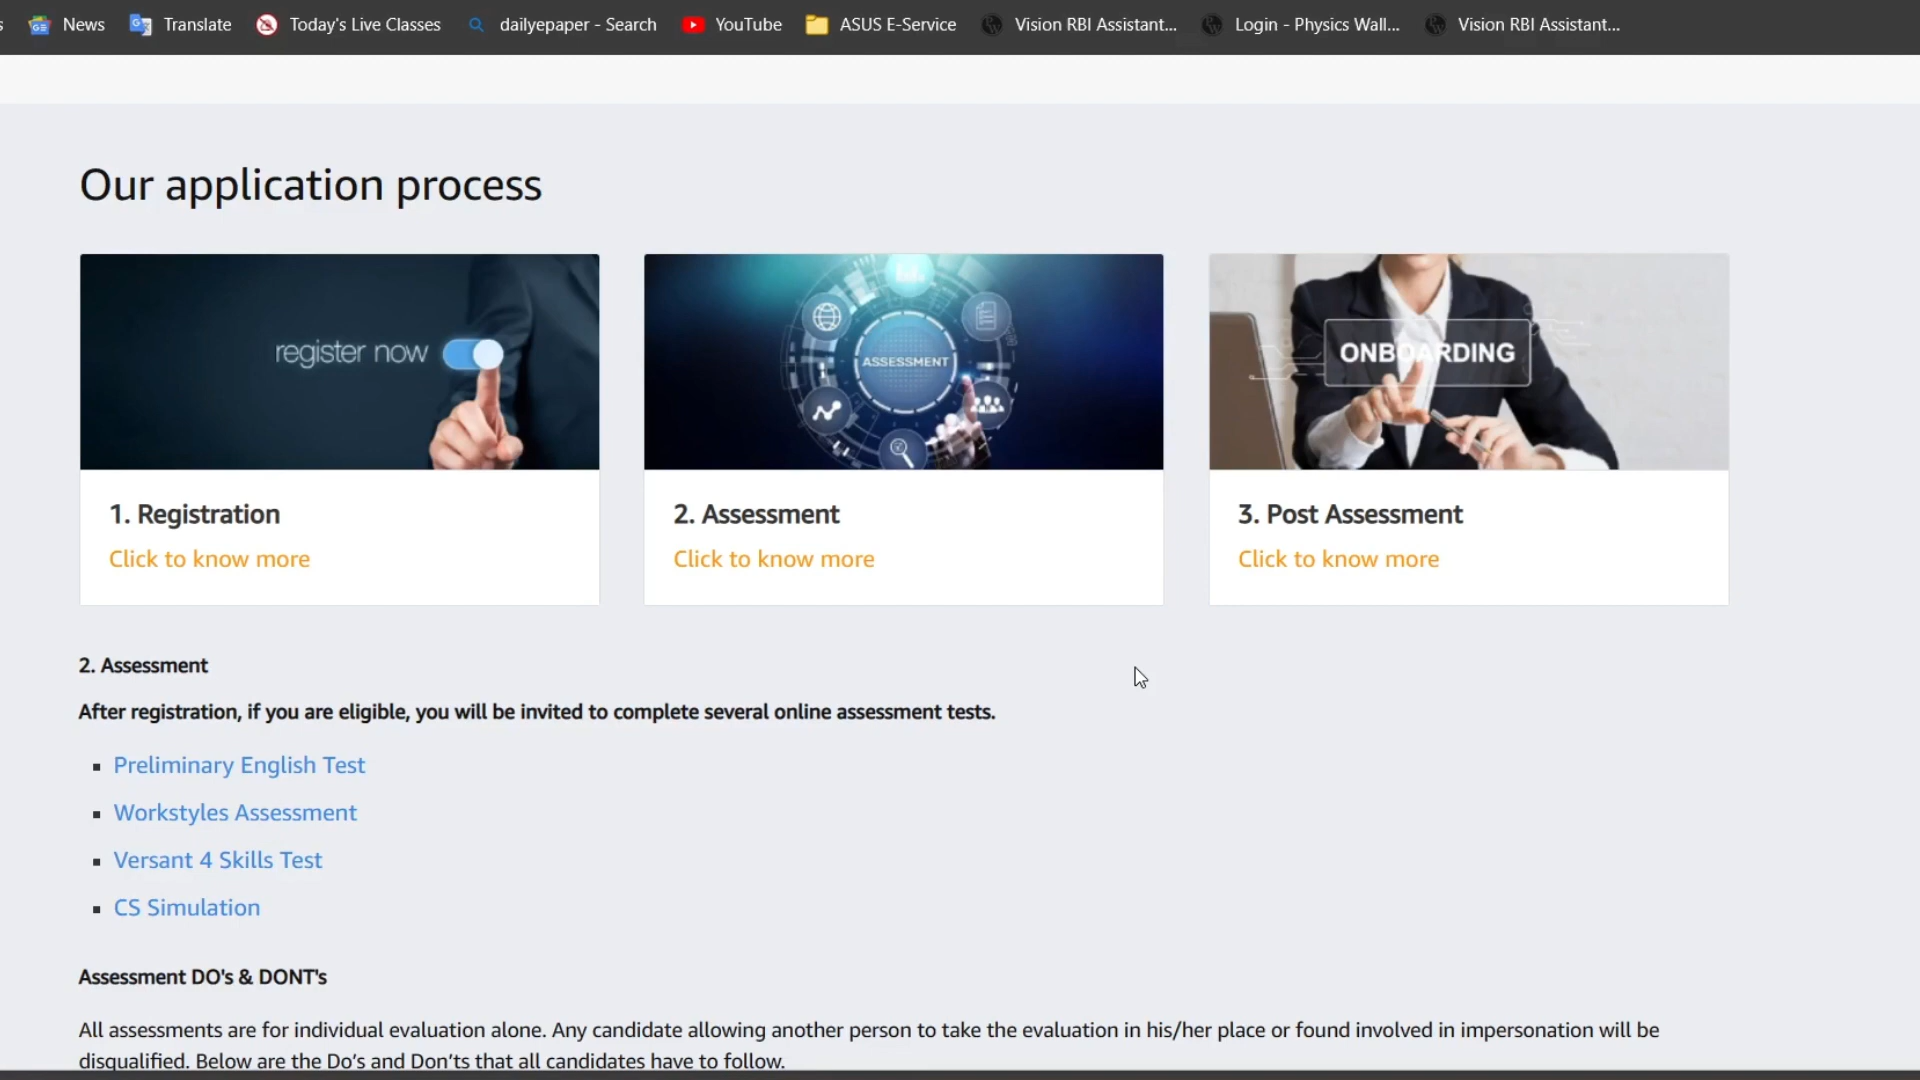 s News Translate Today's Live Classes dailyepaper - Search YouTube ASUS E-Service Vision RBI Assistant... Login - Physics Wall... Vision RBI Assistant...
Our application process
register now
ASSESSMENT
ONBOARDING
1. Registration
Click to know more
2. Assessment
Click to know more
3. Post Assessment
Click to know more
2. Assessment
After registration, if you are eligible, you will be invited to complete several online assessment tests.
Preliminary English Test
Workstyles Assessment
Versant 4 Skills Test
CS Simulation
Assessment DO's & DONT's
All assessments are for individual evaluation alone. Any candidate allowing another person to take the evaluation in his/her place or found involved in impersonation will be
disqualified. Below are the Do's and Don'ts that all candidates have to follow.